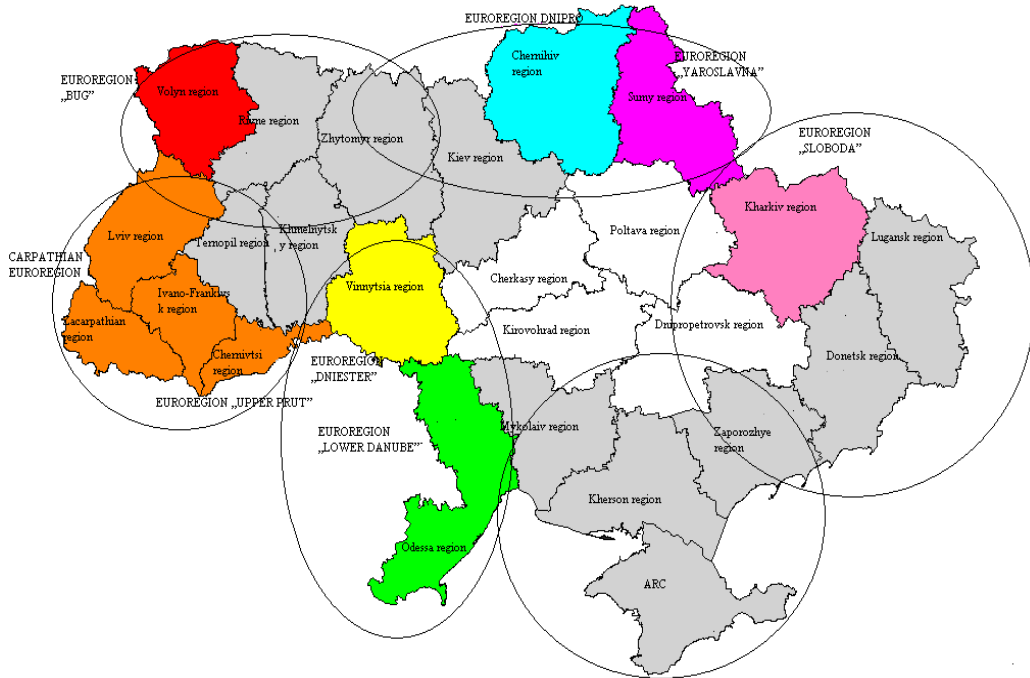 EUROREGION DNIPRO
EUROREGION
„YAROSLAVNA”
EUROREGION
„BUG”
Volyn region
Rivne region
Zhytomyr region
Kiev region
Chernihiv
region
Sumy region
EUROREGION
„SLOBODA”
Kharkiv region
Lugansk region
Poltava region
Lviv region
Ternopil region
Khmelnytsk
y region
CARPATHIAN
EUROREGION
Ivano-Frankivs
k region
Zacarpathian
region
Chernivtsi
region
Vinnytsia region
Cherkasy region
Kirovohrad region
Dnipropetrovsk region
Donetsk region
EUROREGION
„DNIESTER”
EUROREGION „UPPER PRUT”
EUROREGION
„LOWER DANUBE”
Mykolaiv region
Zaporozhye
region
Kherson region
Odessa region
ARC